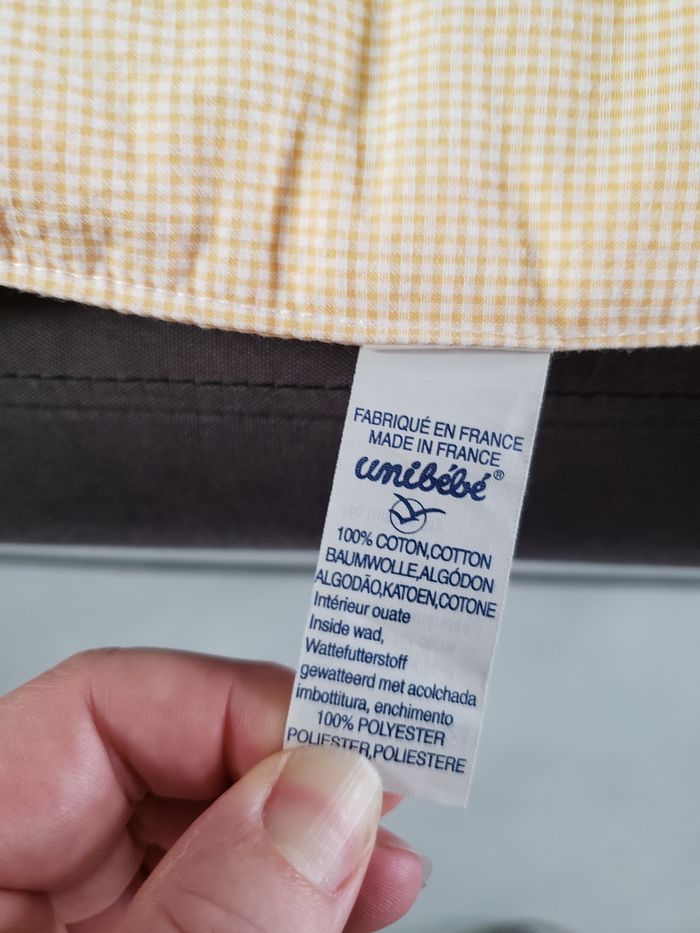 FABRIQUÉ EN FRANCE
MADE IN FRANCE
unibébé®
100% COTON,COTTON
BAUMWOLLE,ALGÓDON
ALGODÃO,KATOEN,COTONE
Intérieur ouate
Inside wad,
Wattefutterstoff
gewatteerd met acolchada
imbottitura, enchimento
100% POLYESTER
POLIESTER,POLIESTERE